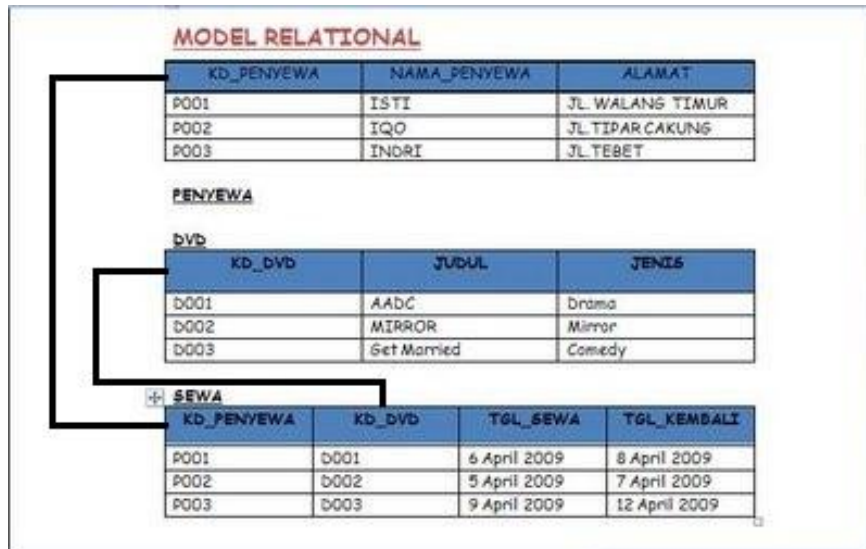 MODEL RELATIONAL
KD_PENYEWA NAMA_PENYEWA ALAMAT
P001 ISTI JL. WALANG TIMUR
P002 IQO JL.TIPAR CAKUNG
P003 INDRI JL.TEBET
PENYEWA
DVD
KD_DVD JUDUL JENIS
D001 AADC Drama
D002 MIRROR Mirror
D003 Get Married Comedy
SEWA
KD_PENYEWA KD_DVD TGL_SEWA TGL_KEMBALI
P001 D001 6 April 2009 8 April 2009
P002 D002 5 April 2009 7 April 2009
P003 D003 9 April 2009 12 April 2009